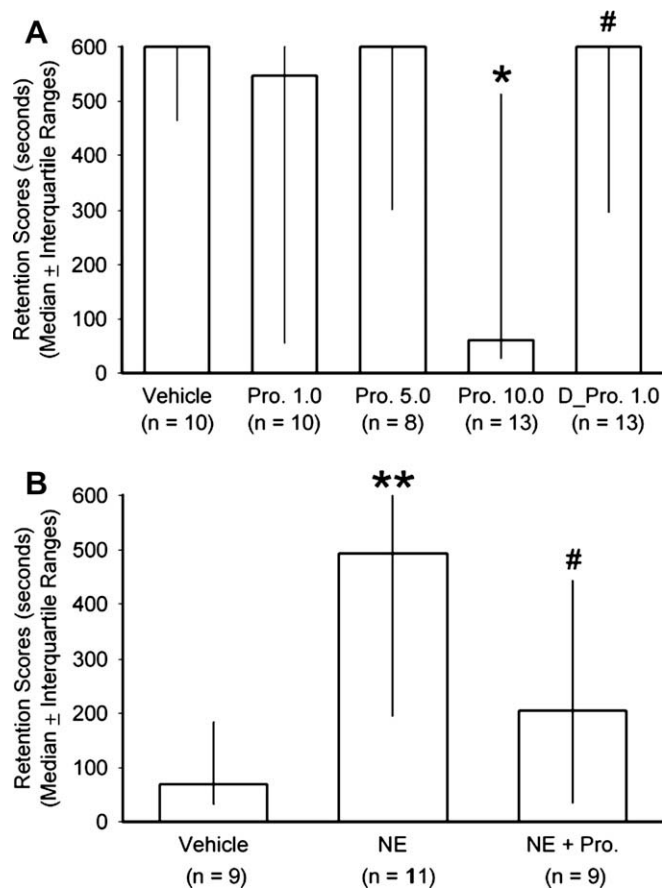 A
*
#
Retention Scores (seconds)
(Median ± Interquartile Ranges)
600
500
400
300
200
100
0
Vehicle Pro. 1.0 Pro. 5.0 Pro. 10.0 D_Pro. 1.0
(n = 10) (n = 10) (n = 8) (n = 13) (n = 13)
B
**
#
Retention Scores (seconds)
(Median ± Interquartile Ranges)
600
500
400
300
200
100
0
Vehicle NE NE + Pro.
(n = 9) (n = 11) (n = 9)